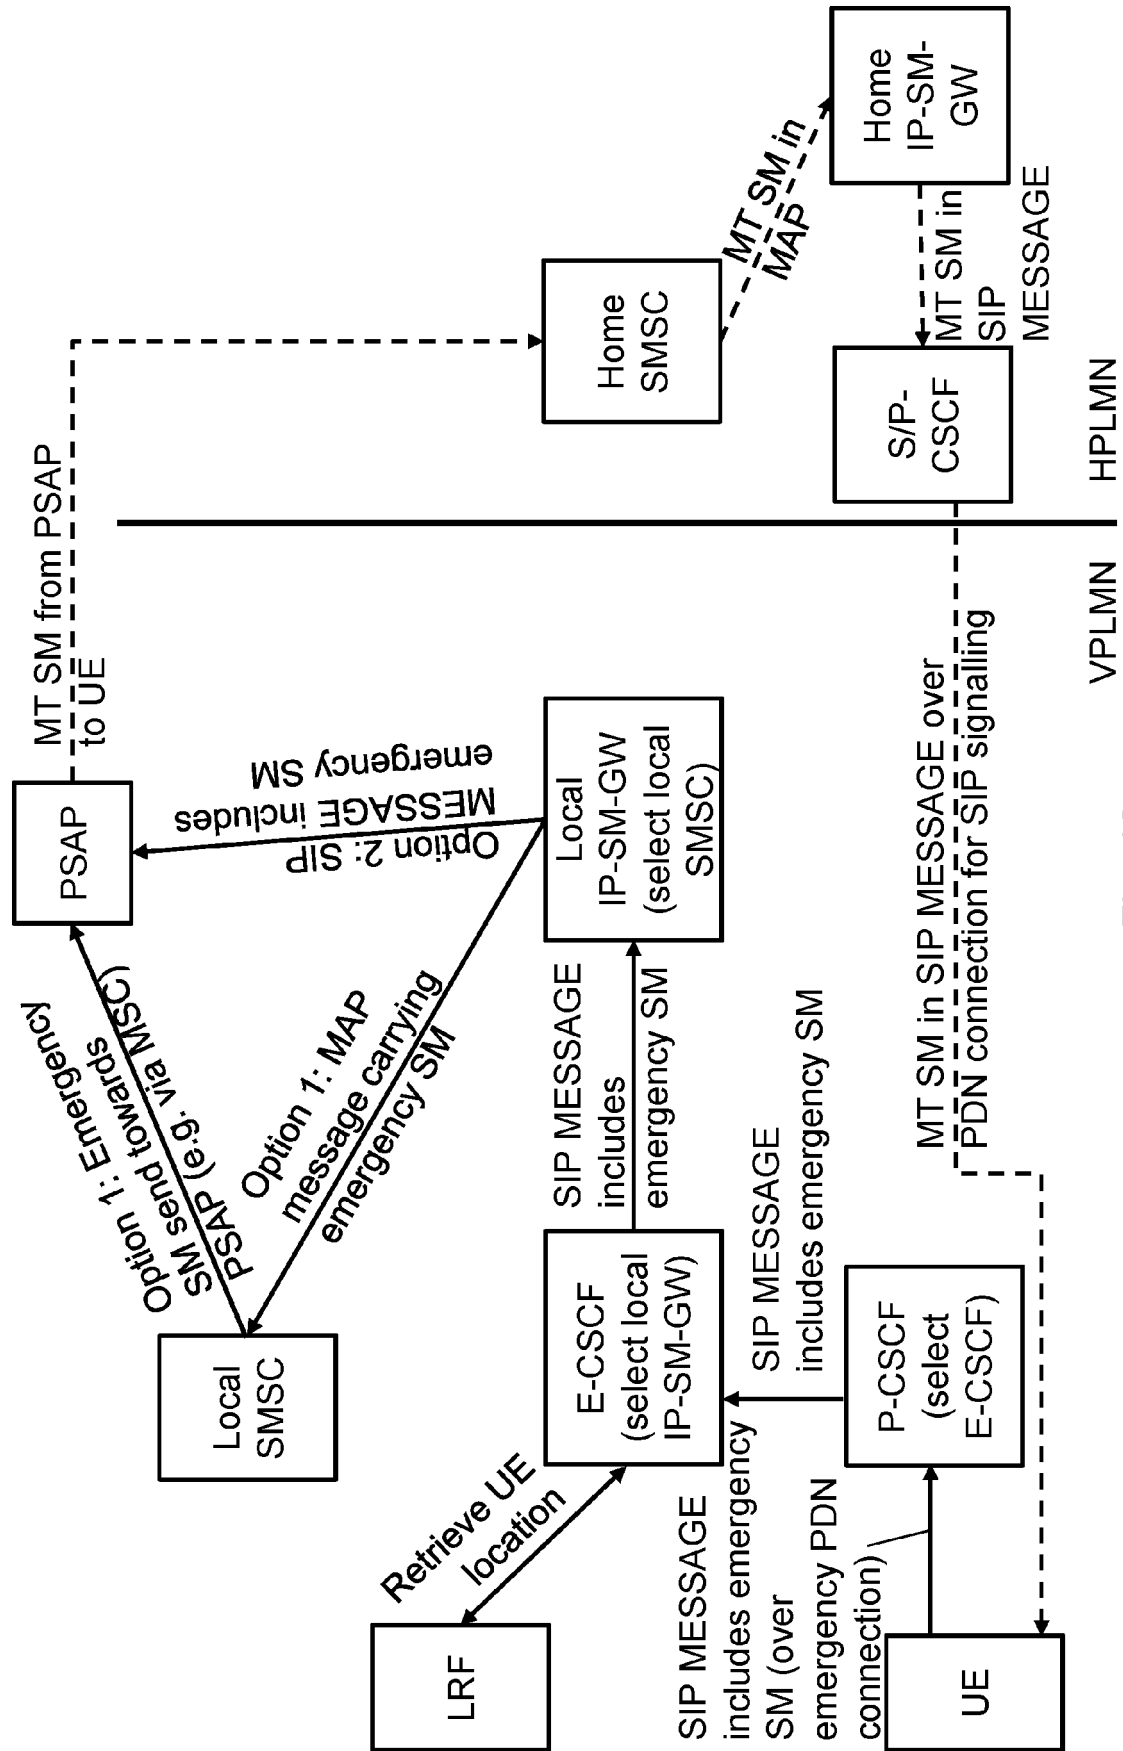 PSAP
MT SM from PSAP
to UE
Local
SMSC
Option 1: Emergency
SM send towards
PSAP (e.g. via MSC)
Option 2: SIP
MESSAGE includes
emergency SM
Option 1: MAP
message carrying
emergency SM
LRF
Retrieve UE
location
E-CSCF
(select local
IP-SM-GW)
SIP MESSAGE
includes
emergency SM
Local
IP-SM-GW
(select local
SMSC)
Home
SMSC
MT SM in
MAP
SIP MESSAGE
includes emergency
SM (over
emergency PDN
connection)
SIP MESSAGE
includes emergency SM
UE
P-CSCF
(select
E-CSCF)
MT SM in SIP MESSAGE over
PDN connection for SIP signalling
S/P-
CSCF
MT SM in
SIP
MESSAGE
Home
IP-SM-
GW
VPLMN
HPLMN